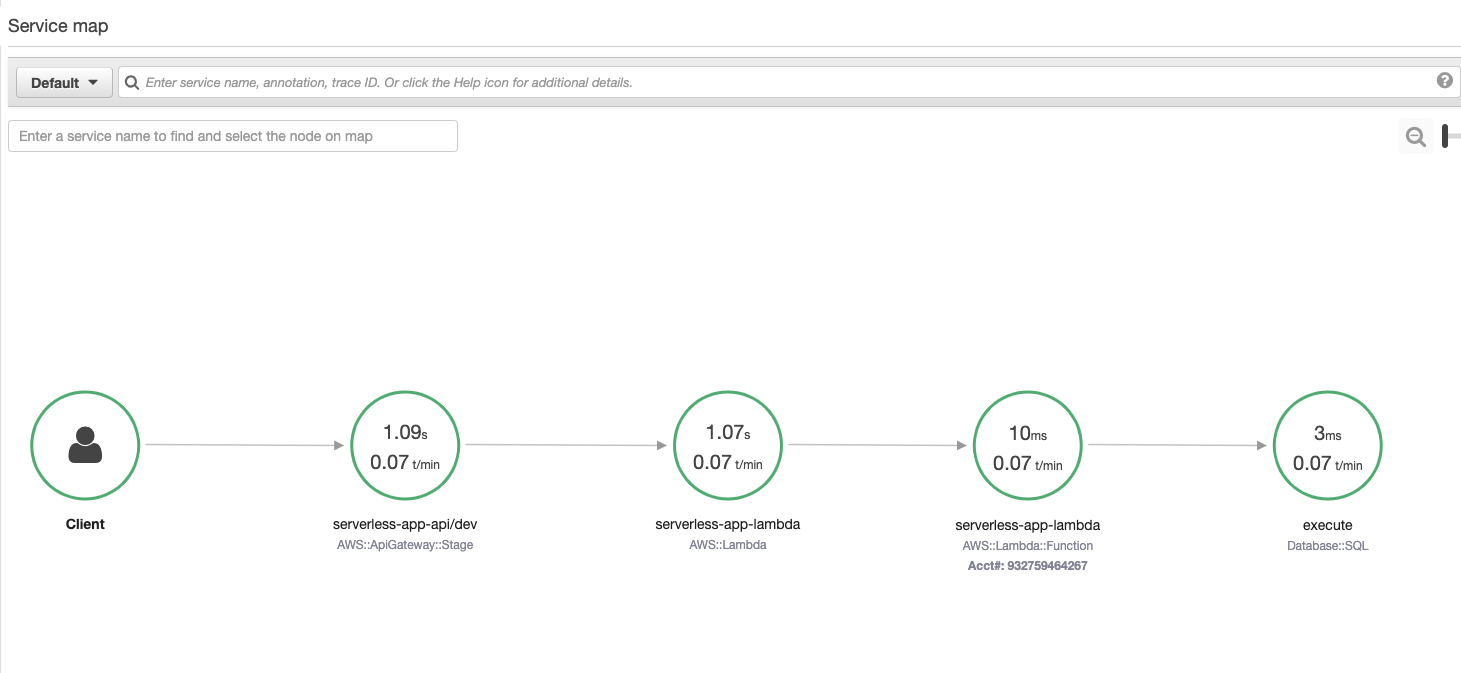 Service map
Default
Enter service name, annotation, trace ID. Or click the Help icon for additional details.
?
Enter a service name to find and select the node on map
1.09s
0.07 t/min
1.07s
0.07 t/min
10ms
0.07 t/min
3ms
0.07 t/min
Client
serverless-app-api/dev
AWS::ApiGateway::Stage
serverless-app-lambda
AWS::Lambda
serverless-app-lambda
AWS::Lambda::Function
Acct#: 932759464267
execute
Database::SQL